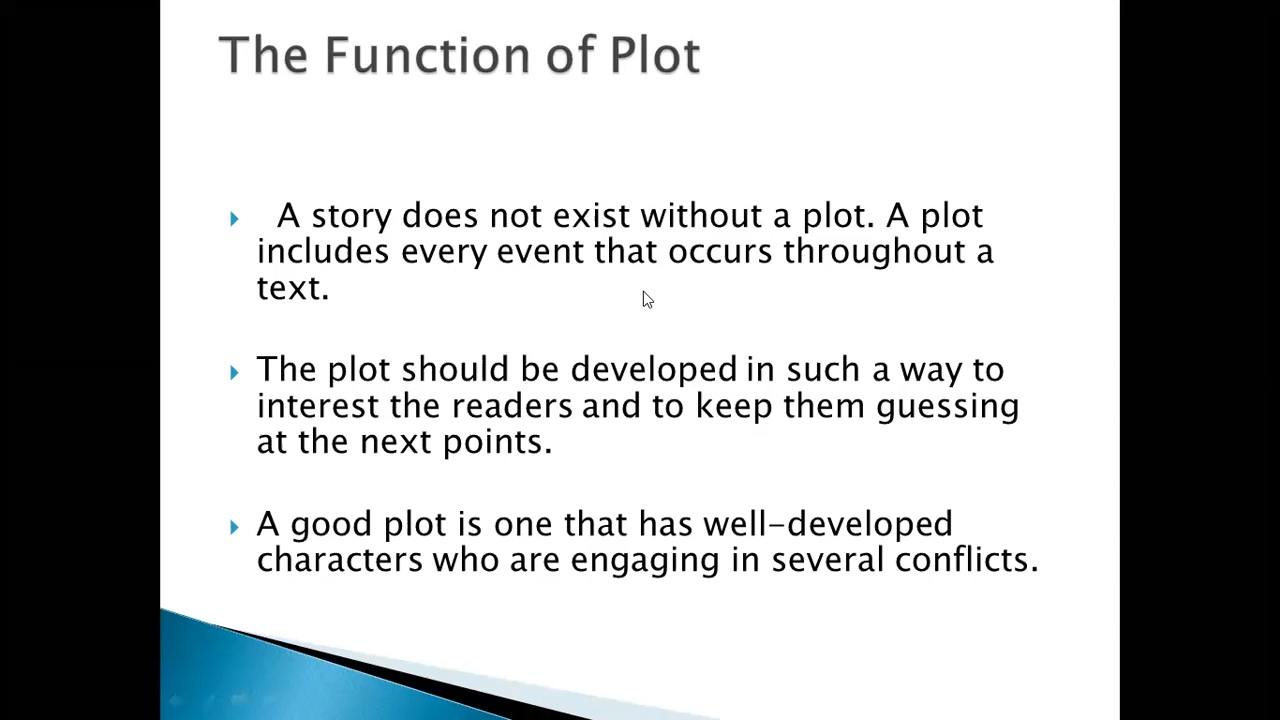 The Function of Plot
A story does not exist without a plot. A plot
includes every event that occurs throughout a
text.
The plot should be developed in such a way to
interest the readers and to keep them guessing
at the next points.
A good plot is one that has well-developed
characters who are engaging in several conflicts.